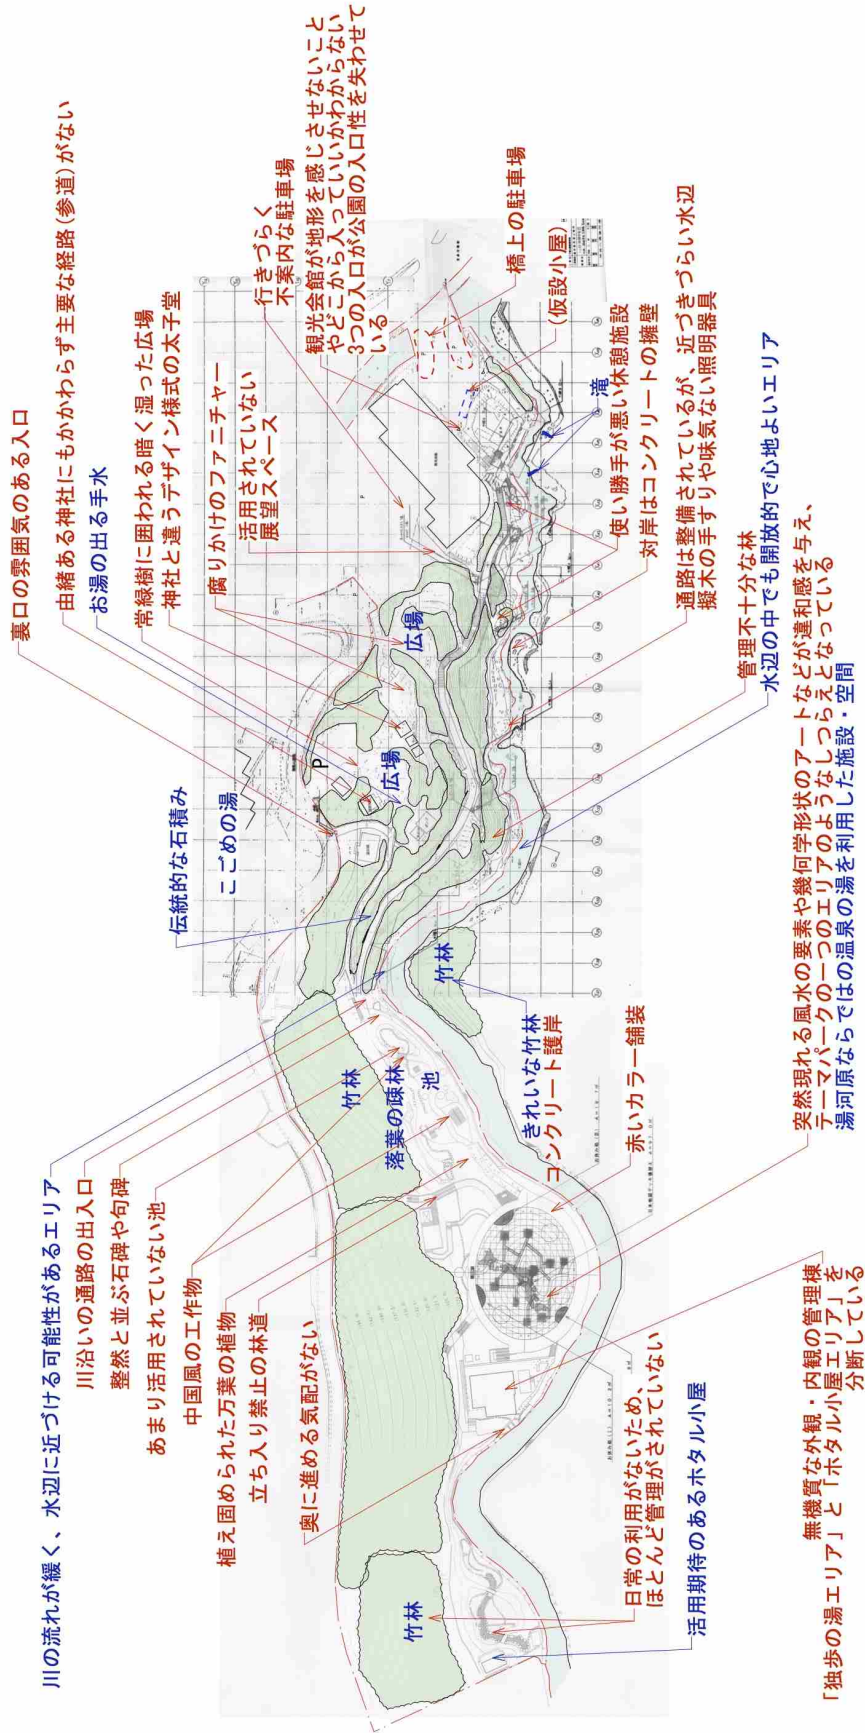 川の流れが緩く、水辺に近づける可能性があるエリア
川沿いの通路の出入口
整然と並ぶ石碑や句碑
あまり活用されていない池
中国風の工作物
植え固められた万葉の植物
立ち入り禁止の林道
奥に進める気配がない
裏口の雰囲気のある入口
由緒ある神社にもかかわらず主要な経路(参道)がない
お湯の出る手水
常緑樹に囲われる暗く湿った広場
神社と違うデザイン様式の太子堂
腐りかけのファニチャー
活用されていない
展望スペース
行きづらく
不案内な駐車場
観光会館が地形を感じさせないこと
やどこから入っていいかわからない
3つの入口が公園の入口性を失わせて
いる
橋上の駐車場
(仮設小屋)
伝統的な石積み
こごめの湯
P
広場
広場
竹林
竹林
竹林
落葉の疎林
池
きれいな竹林
コンクリート護岸
赤いカラー舗装
滝
使い勝手が悪い休憩施設
対岸はコンクリートの擁壁
通路は整備されているが、近づきづらい水辺
擬木の手すりや味気ない照明器具
管理不十分な林
水辺の中でも開放的で心地よいエリア
突然現れる風水の要素や幾何学形状のアートなどが違和感を与え、
テーマパークの一つのエリアのようなしつらえとなっている
湯河原ならではの温泉の湯を利用した施設・空間
日常の利用がないため、
ほとんど管理がされていない
活用期待のあるホタル小屋
無機質な外観・内観の管理棟
「独歩の湯エリア」と「ホタル小屋エリア」を
分断している